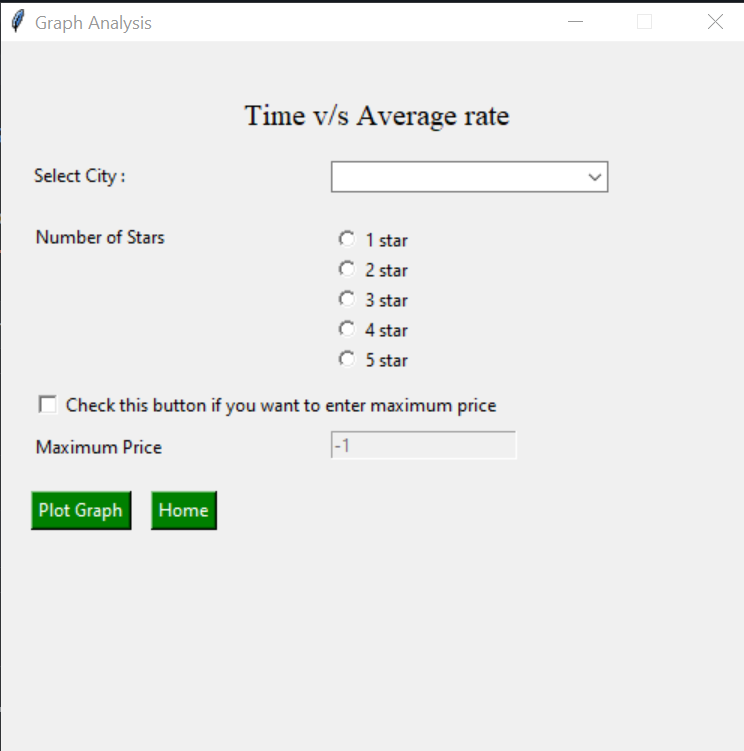 Graph Analysis
Time v/s Average rate
Select City :
Number of Stars
1 star
2 star
3 star
4 star
5 star
Check this button if you want to enter maximum price
Maximum Price -1
Plot Graph Home